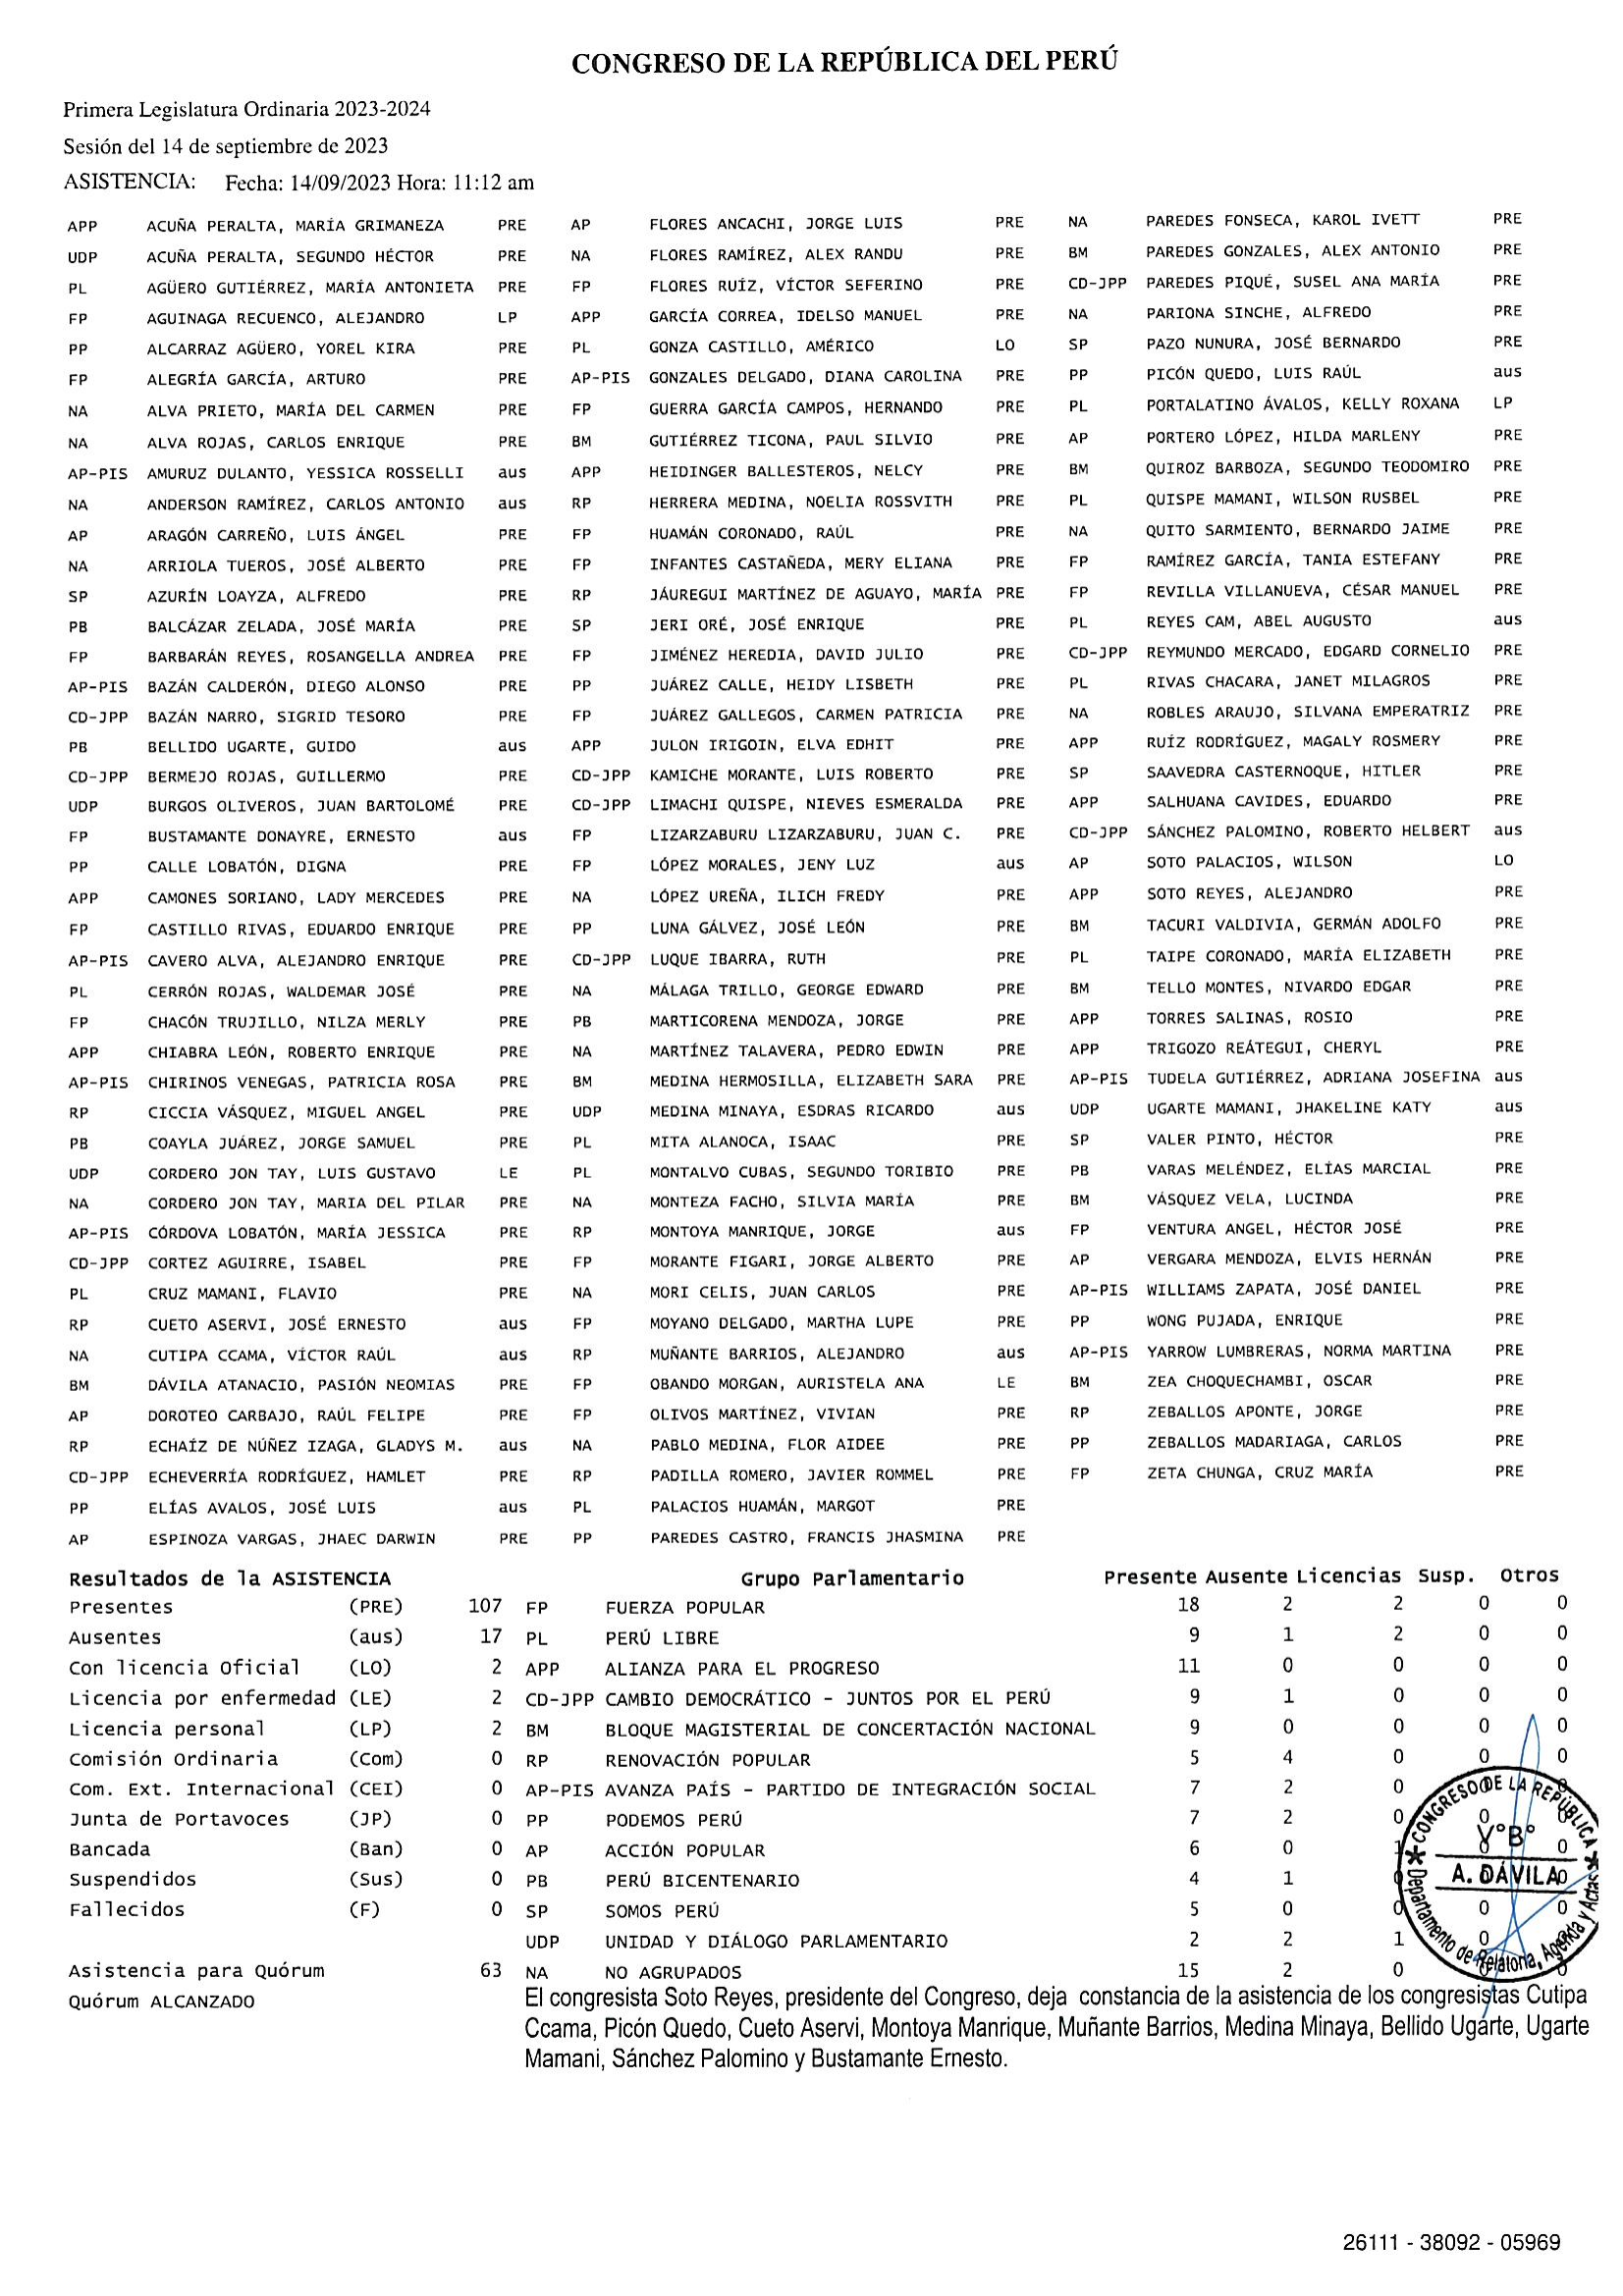 CONGRESO DE LA REPÚBLICA DEL PERÚ
Primera Legislatura Ordinaria 2023-2024
Sesión del 14 de septiembre de 2023
ASISTENCIA: Fecha: 14/09/2023 Hora: 11:12 am
APP ACUÑA PERALTA, MARÍA GRIMANEZA PRE AP FLORES ANCACHI, JORGE LUIS PRE NA PAREDES FONSECA, KAROL IVETT PRE
UDP ACUÑA PERALTA, SEGUNDO HÉCTOR PRE NA FLORES RAMÍREZ, ALEX RANDU PRE BM PAREDES GONZALES, ALEX ANTONIO PRE
PL AGÜERO GUTIÉRREZ, MARÍA ANTONIETA PRE FP FLORES RUÍZ, VÍCTOR SEFERINO PRE CD-JPP PAREDES PIQUÉ, SUSEL ANA MARÍA PRE
FP AGUINAGA RECUENCO, ALEJANDRO LP APP GARCÍA CORREA, IDELSO MANUEL PRE NA PARIONA SINCHE, ALFREDO PRE
PP ALCARRAZ AGÜERO, YOREL KIRA PRE PL GONZA CASTILLO, AMÉRICO LO SP PAZO NUNURA, JOSÉ BERNARDO PRE
FP ALEGRÍA GARCÍA, ARTURO PRE AP-PIS GONZALES DELGADO, DIANA CAROLINA PRE PP PICÓN QUEDO, LUIS RAÚL aus
NA ALVA PRIETO, MARÍA DEL CARMEN PRE FP GUERRA GARCÍA CAMPOS, HERNANDO PRE PL PORTALATINO ÁVALOS, KELLY ROXANA LP
NA ALVA ROJAS, CARLOS ENRIQUE PRE BM GUTIÉRREZ TICONA, PAUL SILVIO PRE AP PORTERO LÓPEZ, HILDA MARLENY PRE
AP-PIS AMURUZ DULANTO, YESSICA ROSSELLI aus APP HEIDINGER BALLESTEROS, NELCY PRE BM QUIROZ BARBOZA, SEGUNDO TEODOMIRO PRE
NA ANDERSON RAMÍREZ, CARLOS ANTONIO aus RP HERRERA MEDINA, NOELIA ROSSVITH PRE PL QUISPE MAMANI, WILSON RUSBEL PRE
AP ARAGÓN CARREÑO, LUIS ÁNGEL PRE FP HUAMÁN CORONADO, RAÚL PRE NA QUITO SARMIENTO, BERNARDO JAIME PRE
NA ARRIOLA TUEROS, JOSÉ ALBERTO PRE FP INFANTES CASTAÑEDA, MERY ELIANA PRE FP RAMÍREZ GARCÍA, TANIA ESTEFANY PRE
SP AZURÍN LOAYZA, ALFREDO PRE RP JÁUREGUI MARTÍNEZ DE AGUAYO, MARÍA PRE FP REVILLA VILLANUEVA, CÉSAR MANUEL PRE
PB BALCÁZAR ZELADA, JOSÉ MARÍA PRE SP JERI ORÉ, JOSÉ ENRIQUE PRE PL REYES CAM, ABEL AUGUSTO aus
FP BARBARÁN REYES, ROSANGELLA ANDREA PRE FP JIMÉNEZ HEREDIA, DAVID JULIO PRE CD-JPP REYMUNDO MERCADO, EDGARD CORNELIO PRE
AP-PIS BAZÁN CALDERÓN, DIEGO ALONSO PRE PP JUÁREZ CALLE, HEIDY LISBETH PRE PL RIVAS CHACARA, JANET MILAGROS PRE
CD-JPP BAZÁN NARRO, SIGRID TESORO PRE FP JUÁREZ GALLEGOS, CARMEN PATRICIA PRE NA ROBLES ARAUJO, SILVANA EMPERATRIZ PRE
PB BELLIDO UGARTE, GUIDO aus APP JULON IRIGOIN, ELVA EDHIT PRE APP RUÍZ RODRÍGUEZ, MAGALY ROSMERY PRE
CD-JPP BERMEJO ROJAS, GUILLERMO PRE CD-JPP KAMICHE MORANTE, LUIS ROBERTO PRE SP SAAVEDRA CASTERNOQUE, HITLER PRE
UDP BURGOS OLIVEROS, JUAN BARTOLOMÉ PRE CD-JPP LIMACHI QUISPE, NIEVES ESMERALDA PRE APP SALHUANA CAVIDES, EDUARDO PRE
FP BUSTAMANTE DONAYRE, ERNESTO aus FP LIZARZABURU LIZARZABURU, JUAN C. PRE CD-JPP SÁNCHEZ PALOMINO, ROBERTO HELBERT aus
PP CALLE LOBATÓN, DIGNA PRE FP LÓPEZ MORALES, JENY LUZ aus AP SOTO PALACIOS, WILSON LO
APP CAMONES SORIANO, LADY MERCEDES PRE NA LÓPEZ UREÑA, ILICH FREDY PRE APP SOTO REYES, ALEJANDRO PRE
FP CASTILLO RIVAS, EDUARDO ENRIQUE PRE PP LUNA GÁLVEZ, JOSÉ LEÓN PRE BM TACURI VALDIVIA, GERMÁN ADOLFO PRE
AP-PIS CAVERO ALVA, ALEJANDRO ENRIQUE PRE CD-JPP LUQUE IBARRA, RUTH PRE PL TAIPE CORONADO, MARÍA ELIZABETH PRE
PL CERRÓN ROJAS, WALDEMAR JOSÉ PRE NA MÁLAGA TRILLO, GEORGE EDWARD PRE BM TELLO MONTES, NIVARDO EDGAR PRE
FP CHACÓN TRUJILLO, NILZA MERLY PRE PB MARTICORENA MENDOZA, JORGE PRE APP TORRES SALINAS, ROSIO PRE
APP CHIABRA LEÓN, ROBERTO ENRIQUE PRE NA MARTÍNEZ TALAVERA, PEDRO EDWIN PRE APP TRIGOZO REÁTEGUI, CHERYL PRE
AP-PIS CHIRINOS VENEGAS, PATRICIA ROSA PRE BM MEDINA HERMOSILLA, ELIZABETH SARA PRE AP-PIS TUDELA GUTIÉRREZ, ADRIANA JOSEFINA aus
RP CICCIA VÁSQUEZ, MIGUEL ANGEL PRE UDP MEDINA MINAYA, ESDRAS RICARDO aus UDP UGARTE MAMANI, JHAKELINE KATY aus
PB COAYLA JUÁREZ, JORGE SAMUEL PRE PL MITA ALANOCA, ISAAC PRE SP VALER PINTO, HÉCTOR PRE
UDP CORDERO JON TAY, LUIS GUSTAVO LE PL MONTALVO CUBAS, SEGUNDO TORIBIO PRE PB VARAS MELÉNDEZ, ELÍAS MARCIAL PRE
NA CORDERO JON TAY, MARIA DEL PILAR PRE NA MONTEZA FACHO, SILVIA MARÍA PRE BM VÁSQUEZ VELA, LUCINDA PRE
AP-PIS CÓRDOVA LOBATÓN, MARÍA JESSICA PRE RP MONTOYA MANRIQUE, JORGE aus FP VENTURA ANGEL, HÉCTOR JOSÉ PRE
CD-JPP CORTEZ AGUIRRE, ISABEL PRE FP MORANTE FIGARI, JORGE ALBERTO PRE AP VERGARA MENDOZA, ELVIS HERNÁN PRE
PL CRUZ MAMANI, FLAVIO PRE NA MORI CELIS, JUAN CARLOS PRE AP-PIS WILLIAMS ZAPATA, JOSÉ DANIEL PRE
RP CUETO ASERVI, JOSÉ ERNESTO aus FP MOYANO DELGADO, MARTHA LUPE PRE PP WONG PUJADA, ENRIQUE PRE
NA CUTIPA CCAMA, VÍCTOR RAÚL aus RP MUÑANTE BARRIOS, ALEJANDRO aus AP-PIS YARROW LUMBRERAS, NORMA MARTINA PRE
BM DÁVILA ATANACIO, PASIÓN NEOMIAS PRE FP OBANDO MORGAN, AURISTELA ANA LE BM ZEA CHOQUECHAMBI, OSCAR PRE
AP DOROTEO CARBAJO, RAÚL FELIPE PRE FP OLIVOS MARTÍNEZ, VIVIAN PRE RP ZEBALLOS APONTE, JORGE PRE
RP ECHAÍZ DE NÚÑEZ IZAGA, GLADYS M. aus NA PABLO MEDINA, FLOR AIDEE PRE PP ZEBALLOS MADARIAGA, CARLOS PRE
CD-JPP ECHEVERRÍA RODRÍGUEZ, HAMLET PRE RP PADILLA ROMERO, JAVIER ROMMEL PRE FP ZETA CHUNGA, CRUZ MARÍA PRE
PP ELÍAS AVALOS, JOSÉ LUIS aus PL PALACIOS HUAMÁN, MARGOT PRE
AP ESPINOZA VARGAS, JHAEC DARWIN PRE PP PAREDES CASTRO, FRANCIS JHASMINA PRE
Resultados de la ASISTENCIA Grupo Parlamentario Presente Ausente Licencias Susp. Otros
Presentes (PRE) 107 FP FUERZA POPULAR 18 2 2 0 0
Ausentes (aus) 17 PL PERÚ LIBRE 9 1 2 0 0
Con licencia Oficial (LO) 2 APP ALIANZA PARA EL PROGRESO 11 0 0 0 0
Licencia por enfermedad (LE) 2 CD-JPP CAMBIO DEMOCRÁTICO - JUNTOS POR EL PERÚ 9 1 0 0 0
Licencia personal (LP) 2 BM BLOQUE MAGISTERIAL DE CONCERTACIÓN NACIONAL 9 0 0 0 0
Comisión Ordinaria (Com) 0 RP RENOVACIÓN POPULAR 5 4 0 0 0
Com. Ext. Internacional (CEI) 0 AP-PIS AVANZA PAÍS - PARTIDO DE INTEGRACIÓN SOCIAL 7 2 0 0 0
Junta de Portavoces (JP) 0 PP PODEMOS PERÚ 7 2 0 0 0
Bancada (Ban) 0 AP ACCIÓN POPULAR 6 0 1 0 0
Suspendidos (Sus) 0 PB PERÚ BICENTENARIO 4 1 0 0
Fallecidos (F) 0 SP SOMOS PERÚ 5 0 0 0 0
UDP UNIDAD Y DIÁLOGO PARLAMENTARIO 2 2 1 0 0
Asistencia para Quórum 63 NA NO AGRUPADOS 15 2 0 0 0
Quórum ALCANZADO
El congresista Soto Reyes, presidente del Congreso, deja constancia de la asistencia de los congresistas Cutipa
Ccama, Picón Quedo, Cueto Aservi, Montoya Manrique, Muñante Barrios, Medina Minaya, Bellido Ugarte, Ugarte
Mamani, Sánchez Palomino y Bustamante Ernesto.
CONGRESO DE LA REPÚBLICA
V°B°
A. DÁVILA
Departamento de Relatoría, Agenda y Actas
26111 - 38092 - 05969